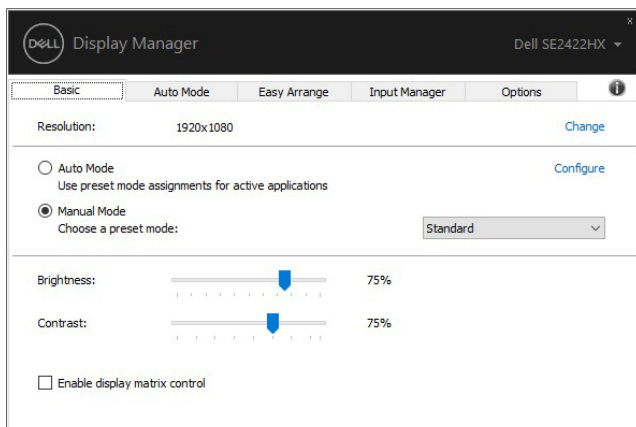 x
DELL Display Manager Dell SE2422HX
Basic Auto Mode Easy Arrange Input Manager Options i
Resolution: 1920x1080 Change
Auto Mode Configure
Use preset mode assignments for active applications
Manual Mode
Choose a preset mode: Standard
Brightness: 75%
Contrast: 75%
Enable display matrix control